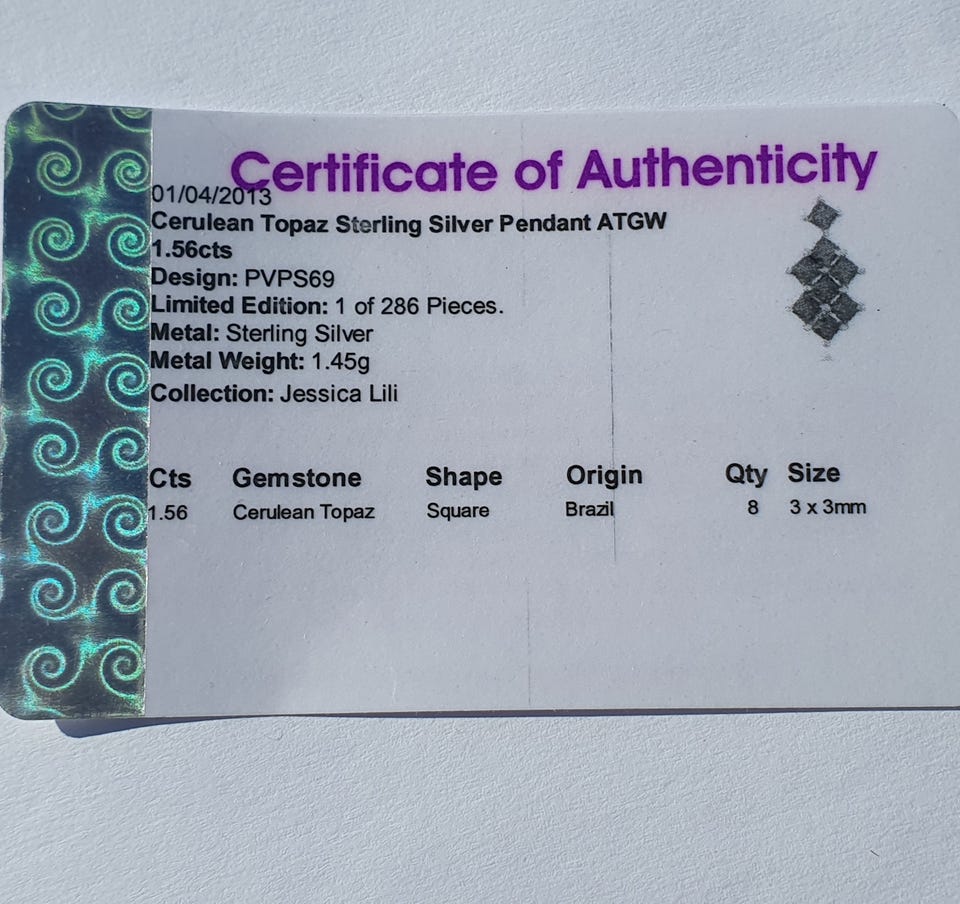 Certificate of Authenticity
01/04/2013
Cerulean Topaz Sterling Silver Pendant ATGW
1.56cts
Design: PVPS69
Limited Edition: 1 of 286 Pieces.
Metal: Sterling Silver
Metal Weight: 1.45g
Collection: Jessica Lili
Cts Gemstone Shape Origin Qty Size
1.56 Cerulean Topaz Square Brazil 8 3 x 3mm